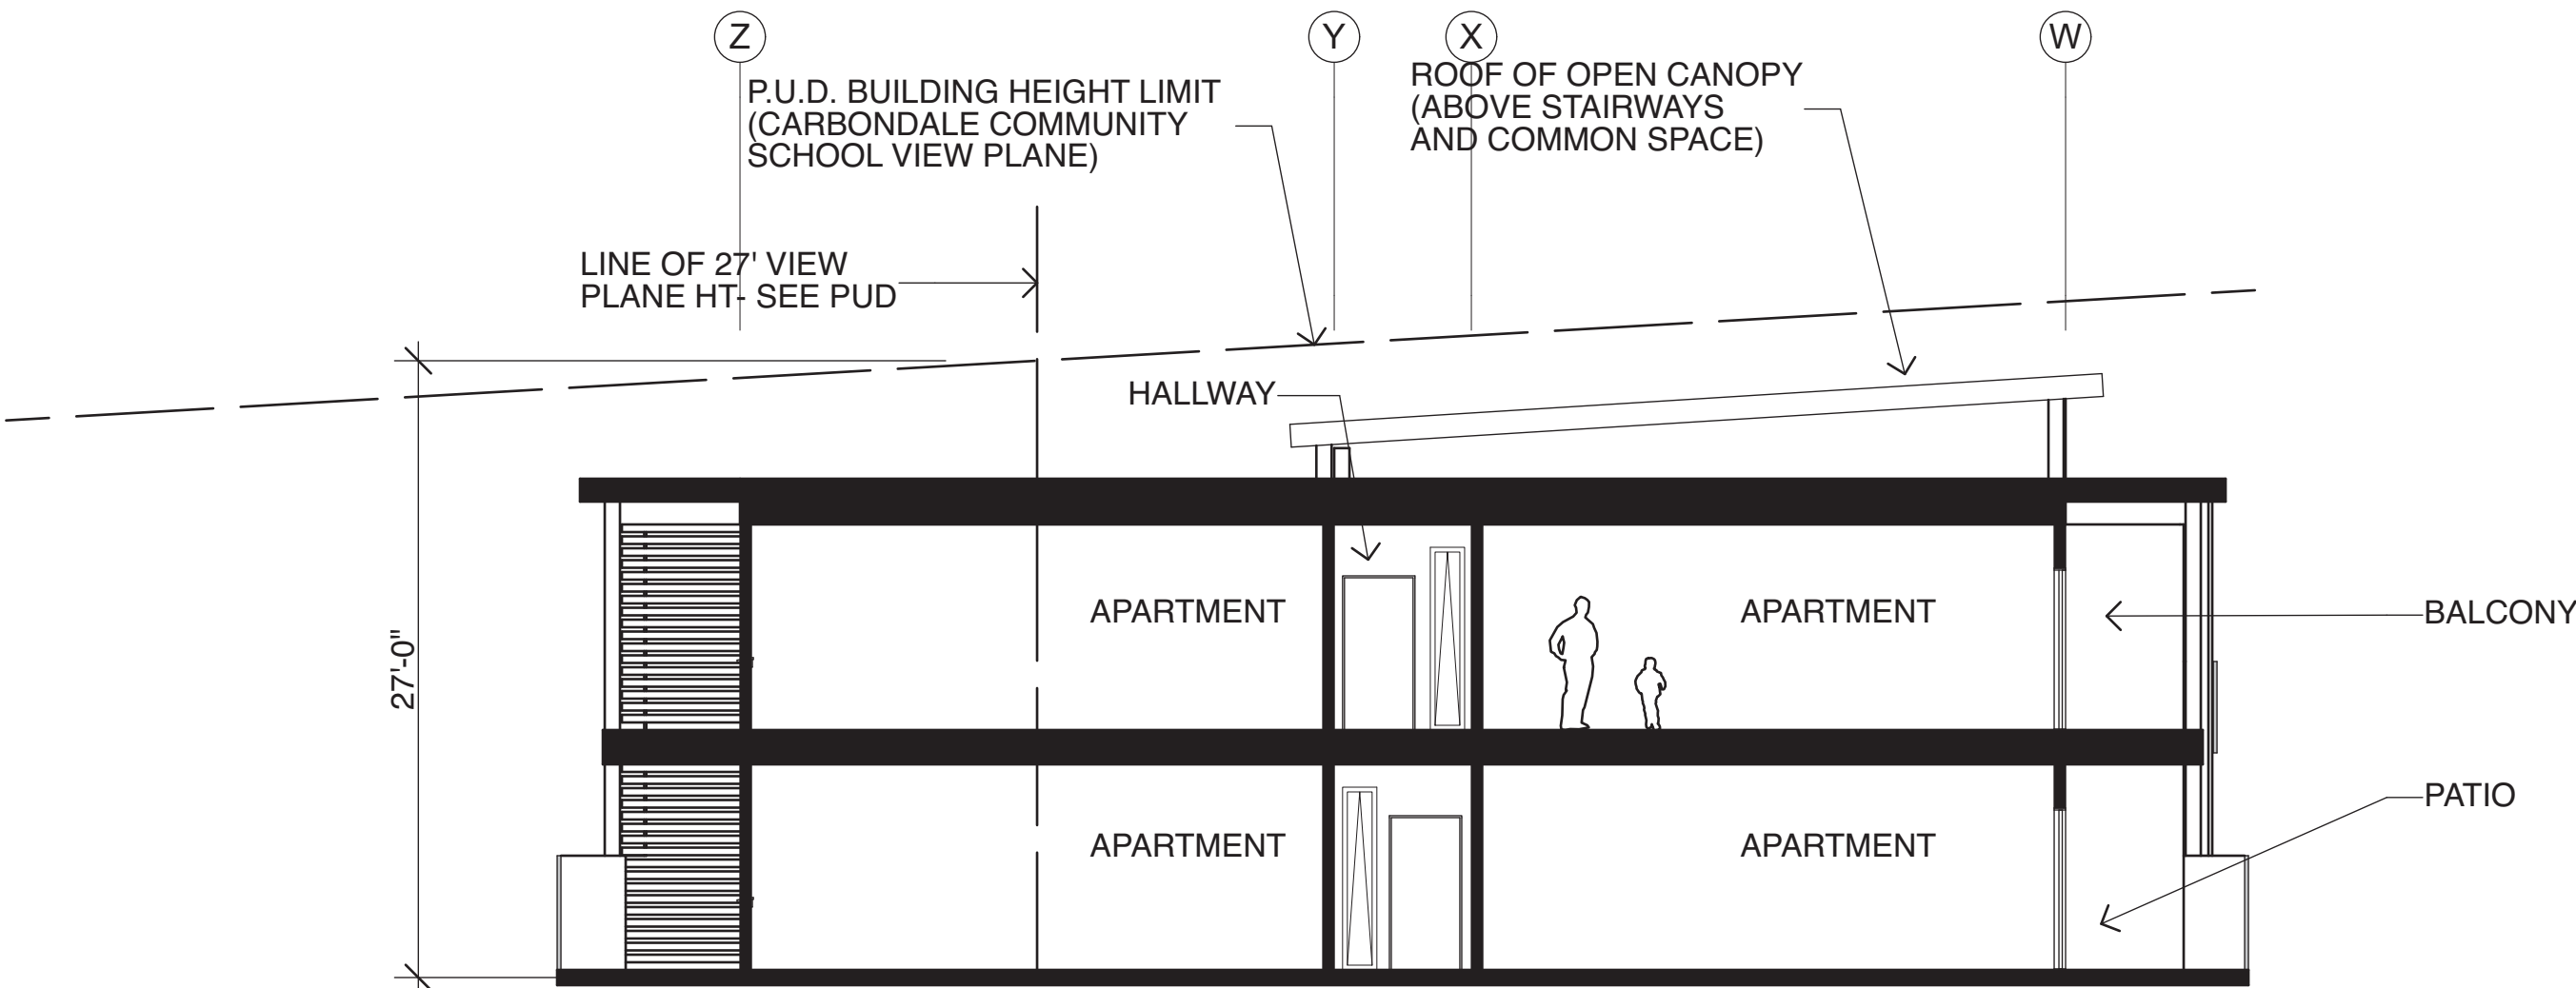 Z
Y
X
W
P.U.D. BUILDING HEIGHT LIMIT
(CARBONDALE COMMUNITY
SCHOOL VIEW PLANE)
ROOF OF OPEN CANOPY
(ABOVE STAIRWAYS
AND COMMON SPACE)
LINE OF 27' VIEW
PLANE HT- SEE PUD
HALLWAY
27'-0"
APARTMENT
APARTMENT
BALCONY
PATIO
APARTMENT
APARTMENT